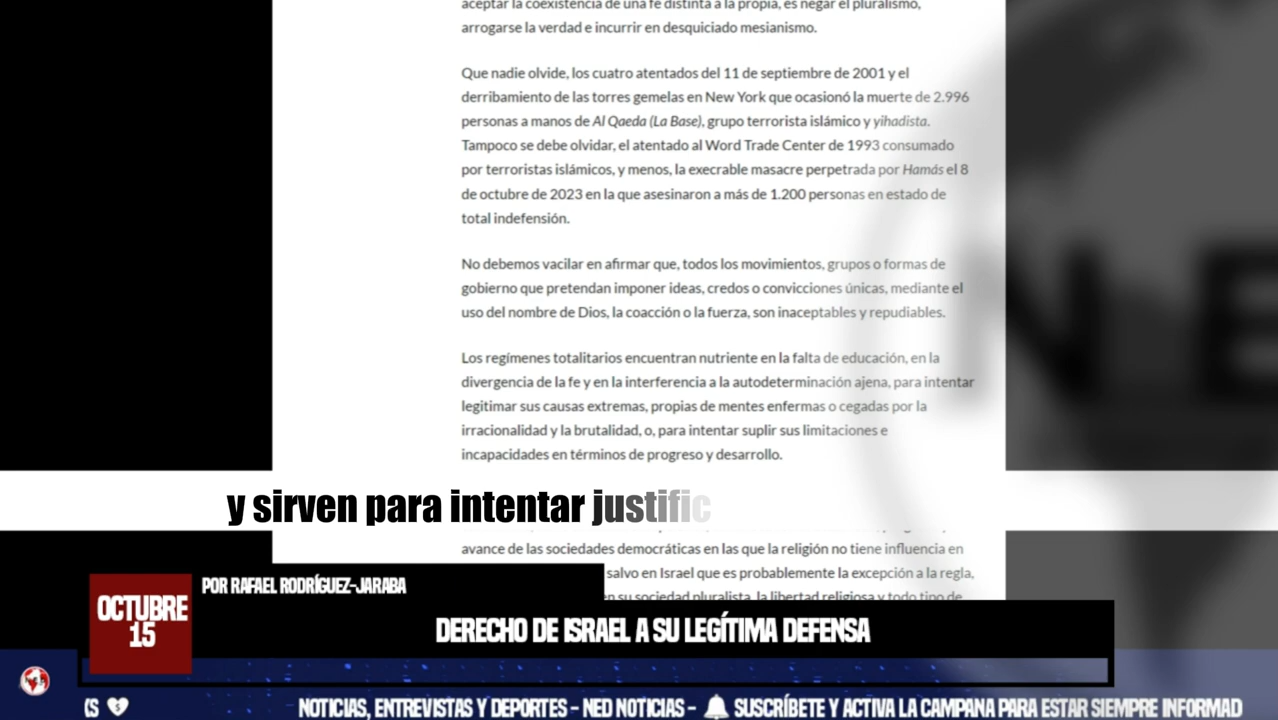 aceptar la coexistencia de una fe distinta a la propia, es negar el pluralismo,
arrogarse la verdad e incurrir en desquiciado mesianismo.
Que nadie olvide, los cuatro atentados del 11 de septiembre de 2001 y el
derribamiento de las torres gemelas en New York que ocasionó la muerte de 2.996
personas a manos de Al Qaeda (La Base), grupo terrorista islámico y yihadista.
Tampoco se debe olvidar, el atentado al Word Trade Center de 1993 consumado
por terroristas islámicos, y menos, la execrable masacre perpetrada por Hamás el 8
de octubre de 2023 en la que asesinaron a más de 1.200 personas en estado de
total indefensión.
No debemos vacilar en afirmar que, todos los movimientos, grupos o formas de
gobierno que pretendan imponer ideas, credos o convicciones únicas, mediante el
uso del nombre de Dios, la coacción o la fuerza, son inaceptables y repudiables.
Los regímenes totalitarios encuentran nutriente en la falta de educación, en la
divergencia de la fe y en la interferencia a la autodeterminación ajena, para intentar
legitimar sus causas extremas, propias de mentes enfermas o cegadas por la
irracionalidad y la brutalidad, o, para intentar suplir sus limitaciones e
incapacidades en términos de progreso y desarrollo.
y sirven para intentar justific
avance de las sociedades democráticas en las que la religión no tiene influencia en
salvo en Israel que es probablemente la excepción a la regla,
en su sociedad pluralista, la libertad religiosa y todo tipo de
POR RAFAEL RODRÍGUEZ-JARABA
OCTUBRE
15
DERECHO DE ISRAEL A SU LEGÍTIMA DEFENSA
N E
CS
NOTICIAS, ENTREVISTAS Y DEPORTES - NED NOTICIAS - SUSCRÍBETE Y ACTIVA LA CAMPANA PARA ESTAR SIEMPRE INFORMAD